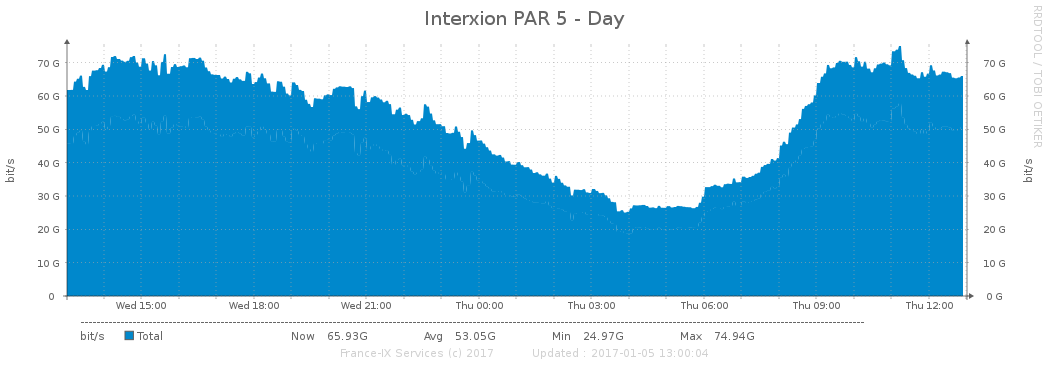 Interxion PAR 5 - Day
RRDTOOL / TOBI OETIKER
bit/s
bit/s
70 G 70 G
60 G 60 G
50 G 50 G
40 G 40 G
30 G 30 G
20 G 20 G
10 G 10 G
0 0 G
Wed 15:00 Wed 18:00 Wed 21:00 Thu 00:00 Thu 03:00 Thu 06:00 Thu 09:00 Thu 12:00
bit/s Total Now 65.93G Avg 53.05G Min 24.97G Max 74.94G
France-IX Services (c) 2017 Updated : 2017-01-05 13:00:04